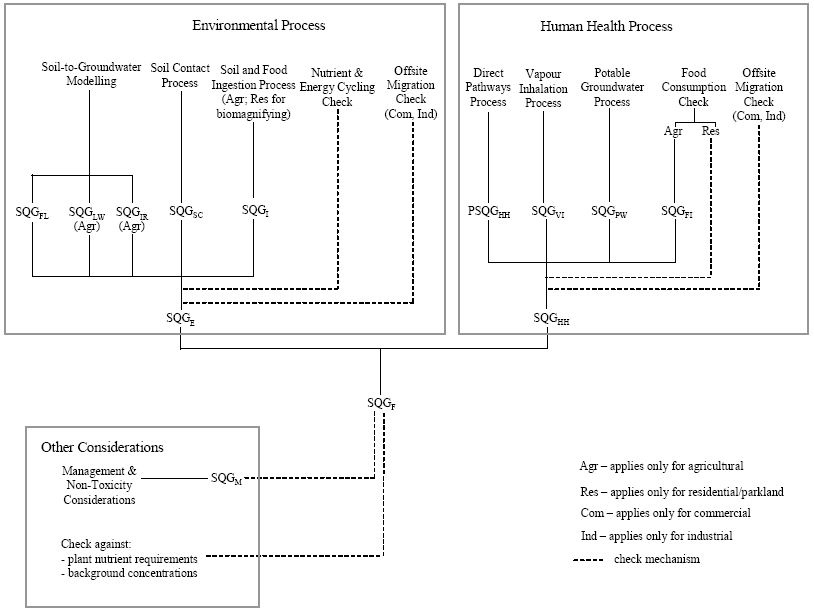 Environmental Process
Soil-to-Groundwater
Modelling
Soil Contact
Process
Soil and Food
Ingestion Process
(Agr; Res for
biomagnifying)
Nutrient &
Energy Cycling
Check
Offsite
Migration
Check
(Com, Ind)
SQGFL
SQGLW
(Agr)
SQGIR
(Agr)
SQGSC
SQGI
SQGE
Human Health Process
Direct
Pathways
Process
Vapour
Inhalation
Process
Potable
Groundwater
Process
Food
Consumption
Check
Agr
Res
Offsite
Migration
Check
(Com, Ind)
PSQGHH
SQGVI
SQGPW
SQGFI
SQGHH
SQGF
Other Considerations
Management &
Non-Toxicity
Considerations
SQGM
Check against:
- plant nutrient requirements
- background concentrations
Agr – applies only for agricultural
Res – applies only for residential/parkland
Com – applies only for commercial
Ind – applies only for industrial
check mechanism